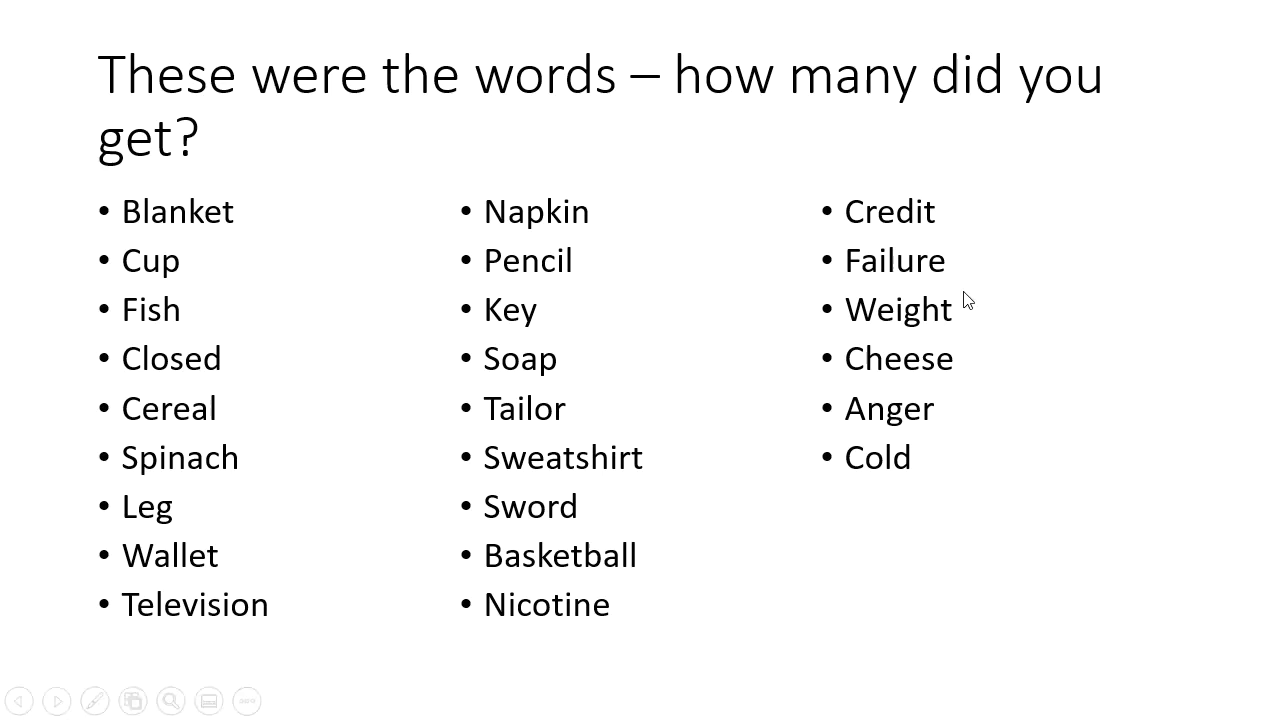 These were the words – how many did you
get?
• Blanket
• Cup
• Fish
• Closed
• Cereal
• Spinach
• Leg
• Wallet
• Television
• Napkin
• Pencil
• Key
• Soap
• Tailor
• Sweatshirt
• Sword
• Basketball
• Nicotine
• Credit
• Failure
• Weight
• Cheese
• Anger
• Cold